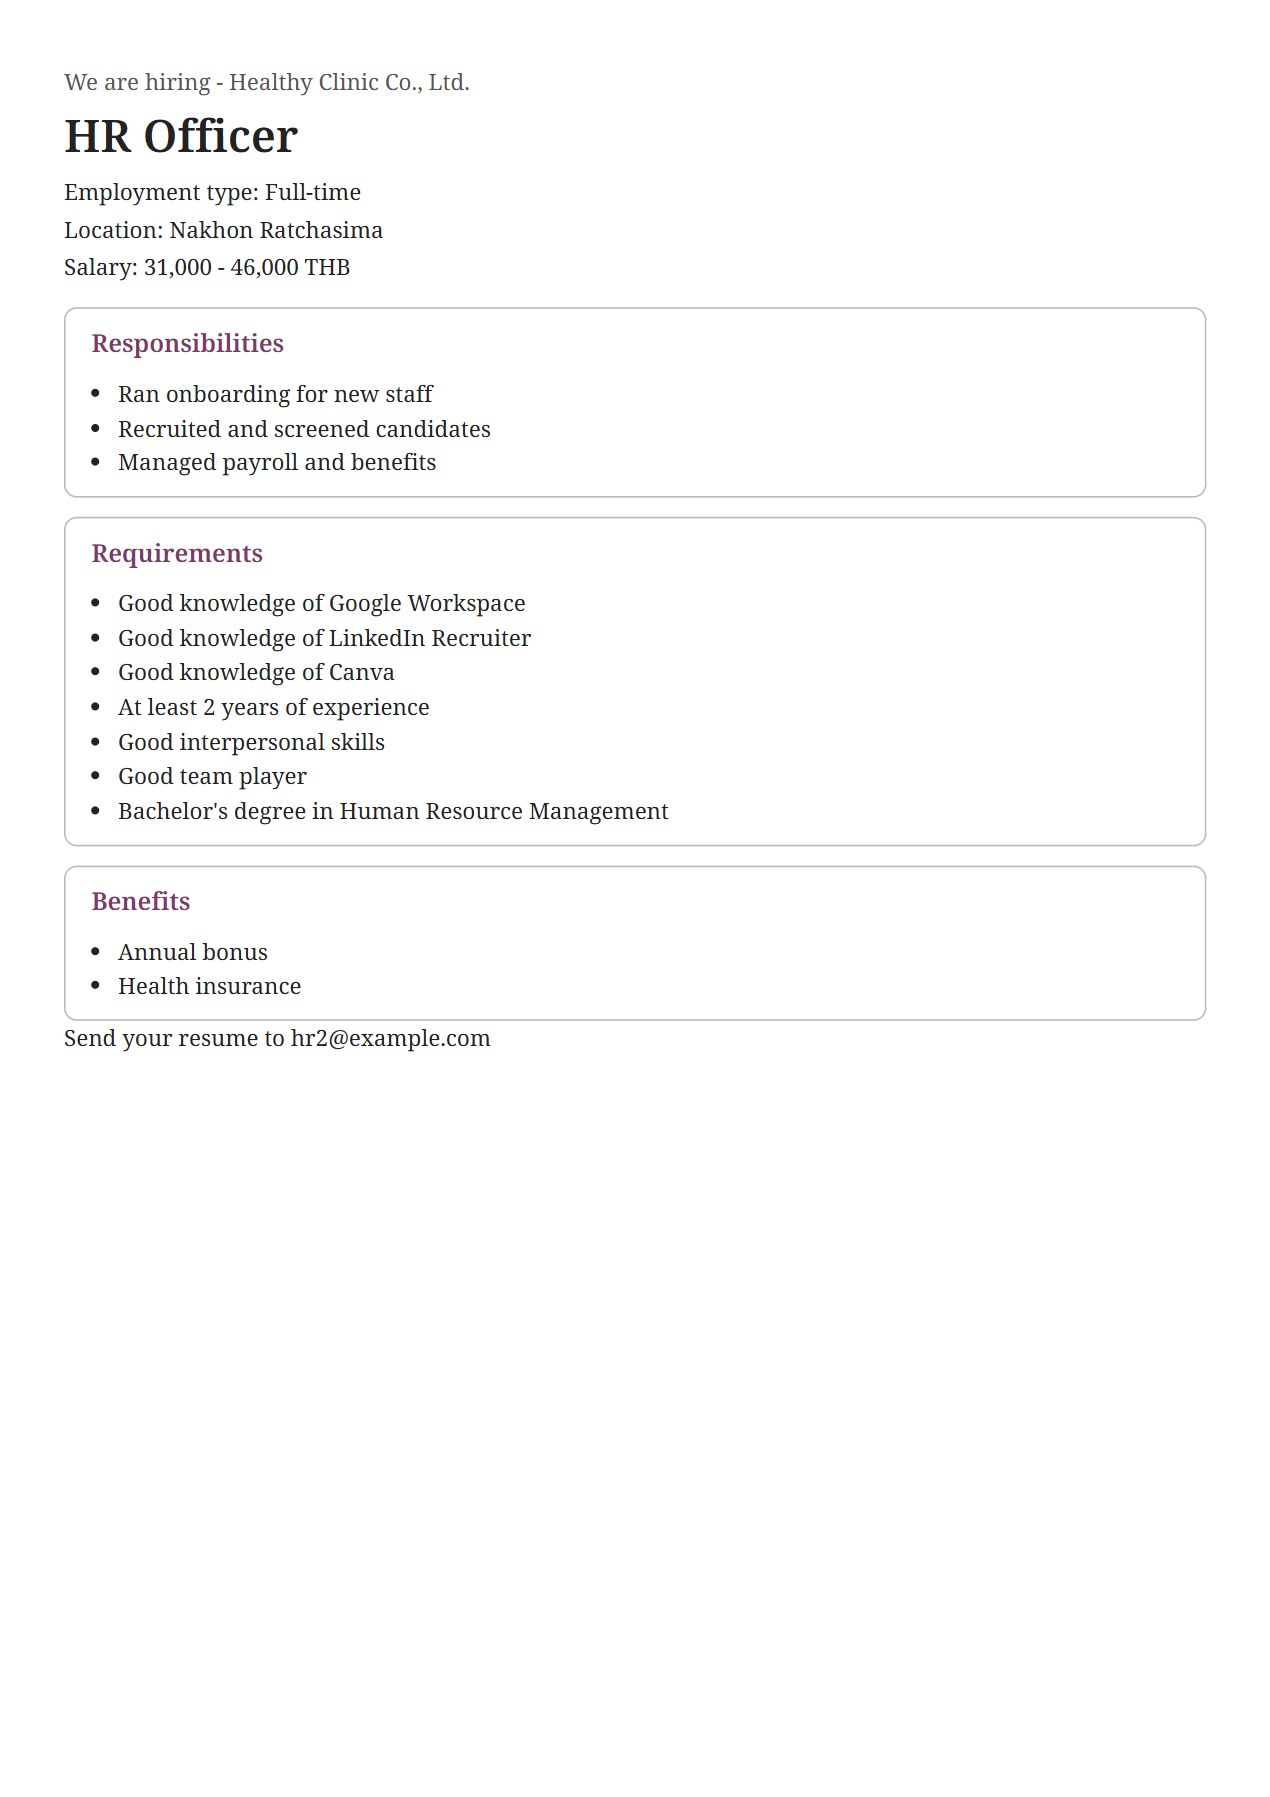 We are hiring - Healthy Clinic Co., Ltd.
HR Officer
Employment type: Full-time
Location: Nakhon Ratchasima
Salary: 31,000 - 46,000 THB
Responsibilities
• Ran onboarding for new staff
• Recruited and screened candidates
• Managed payroll and benefits
Requirements
• Good knowledge of Google Workspace
• Good knowledge of LinkedIn Recruiter
• Good knowledge of Canva
• At least 2 years of experience
• Good interpersonal skills
• Good team player
• Bachelor's degree in Human Resource Management
Benefits
• Annual bonus
• Health insurance
Send your resume to hr2@example.com